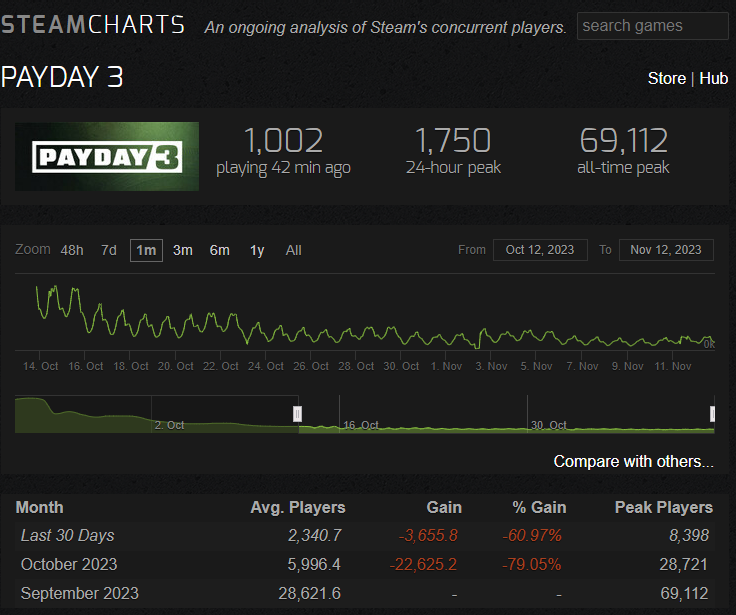 STEAMCHARTS An ongoing analysis of Steam's concurrent players. search games
PAYDAY 3 Store | Hub
PAYDAY 3 1,002 1,750 69,112
playing 42 min ago 24-hour peak all-time peak
Zoom 48h 7d 1m 3m 6m 1y All From Oct 12, 2023 To Nov 12, 2023
0k
14. Oct 16. Oct 18. Oct 20. Oct 22. Oct 24. Oct 26. Oct 28. Oct 30. Oct 1. Nov 3. Nov 5. Nov 7. Nov 9. Nov 11. Nov
2. Oct 16. Oct 30. Oct
Compare with others...
Month Avg. Players Gain % Gain Peak Players
Last 30 Days 2,340.7 -3,655.8 -60.97% 8,398
October 2023 5,996.4 -22,625.2 -79.05% 28,721
September 2023 28,621.6 - - 69,112